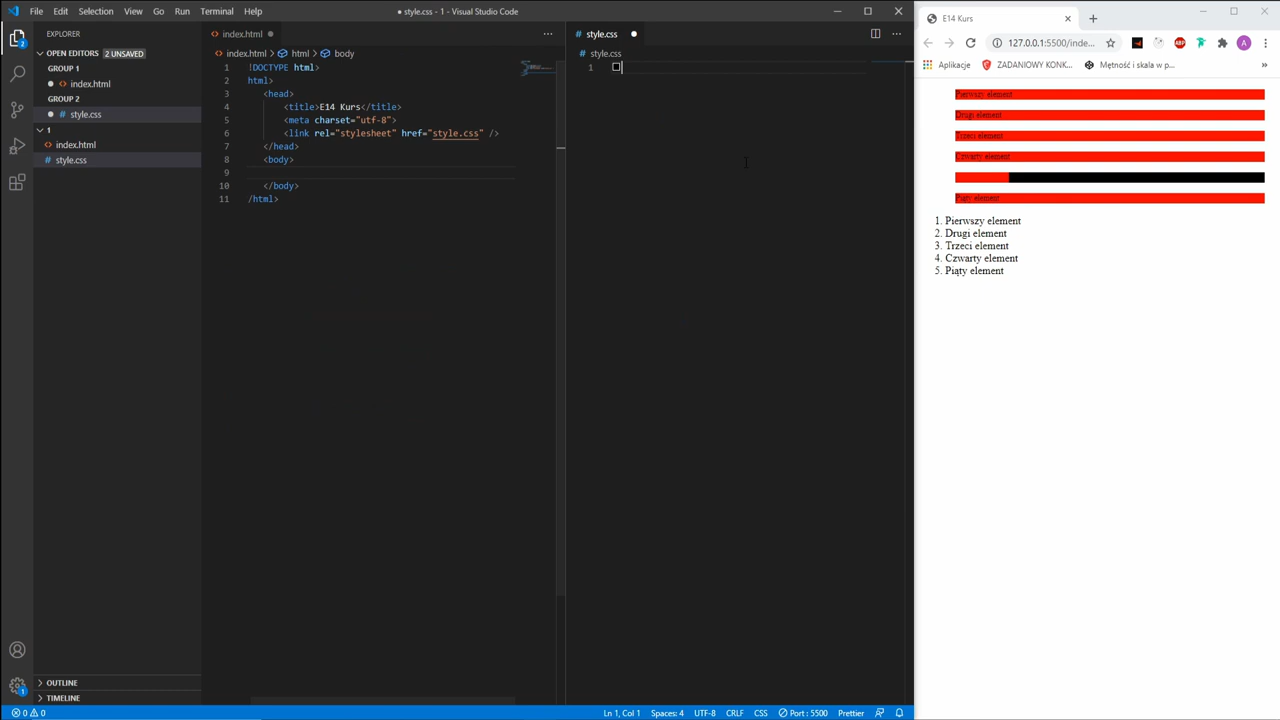 File Edit Selection View Go Run Terminal Help
● style.css - 1 - Visual Studio Code
EXPLORER
OPEN EDITORS 2 UNSAVED
GROUP 1
index.html
GROUP 2
style.css
1
index.html
style.css
OUTLINE
TIMELINE
index.html
index.html > html > body
1 !DOCTYPE html>
2 html>
3 <head>
4 <title>E14 Kurs</title>
5 <meta charset="utf-8">
6 <link rel="stylesheet" href="style.css" />
7 </head>
8 <body>
9
10 </body>
11 /html>
style.css
style.css
1
0 0
Ln 1, Col 1 Spaces: 4 UTF-8 CRLF CSS Port : 5500 Prettier
E14 Kurs
127.0.0.1:5500/inde...
ABP
A
Aplikacje ZADANIOWY KONK... Mętność i skala w p... »
Pierwszy element
Drugi element
Trzeci element
Czwarty element
Piąty element
1. Pierwszy element
2. Drugi element
3. Trzeci element
4. Czwarty element
5. Piąty element